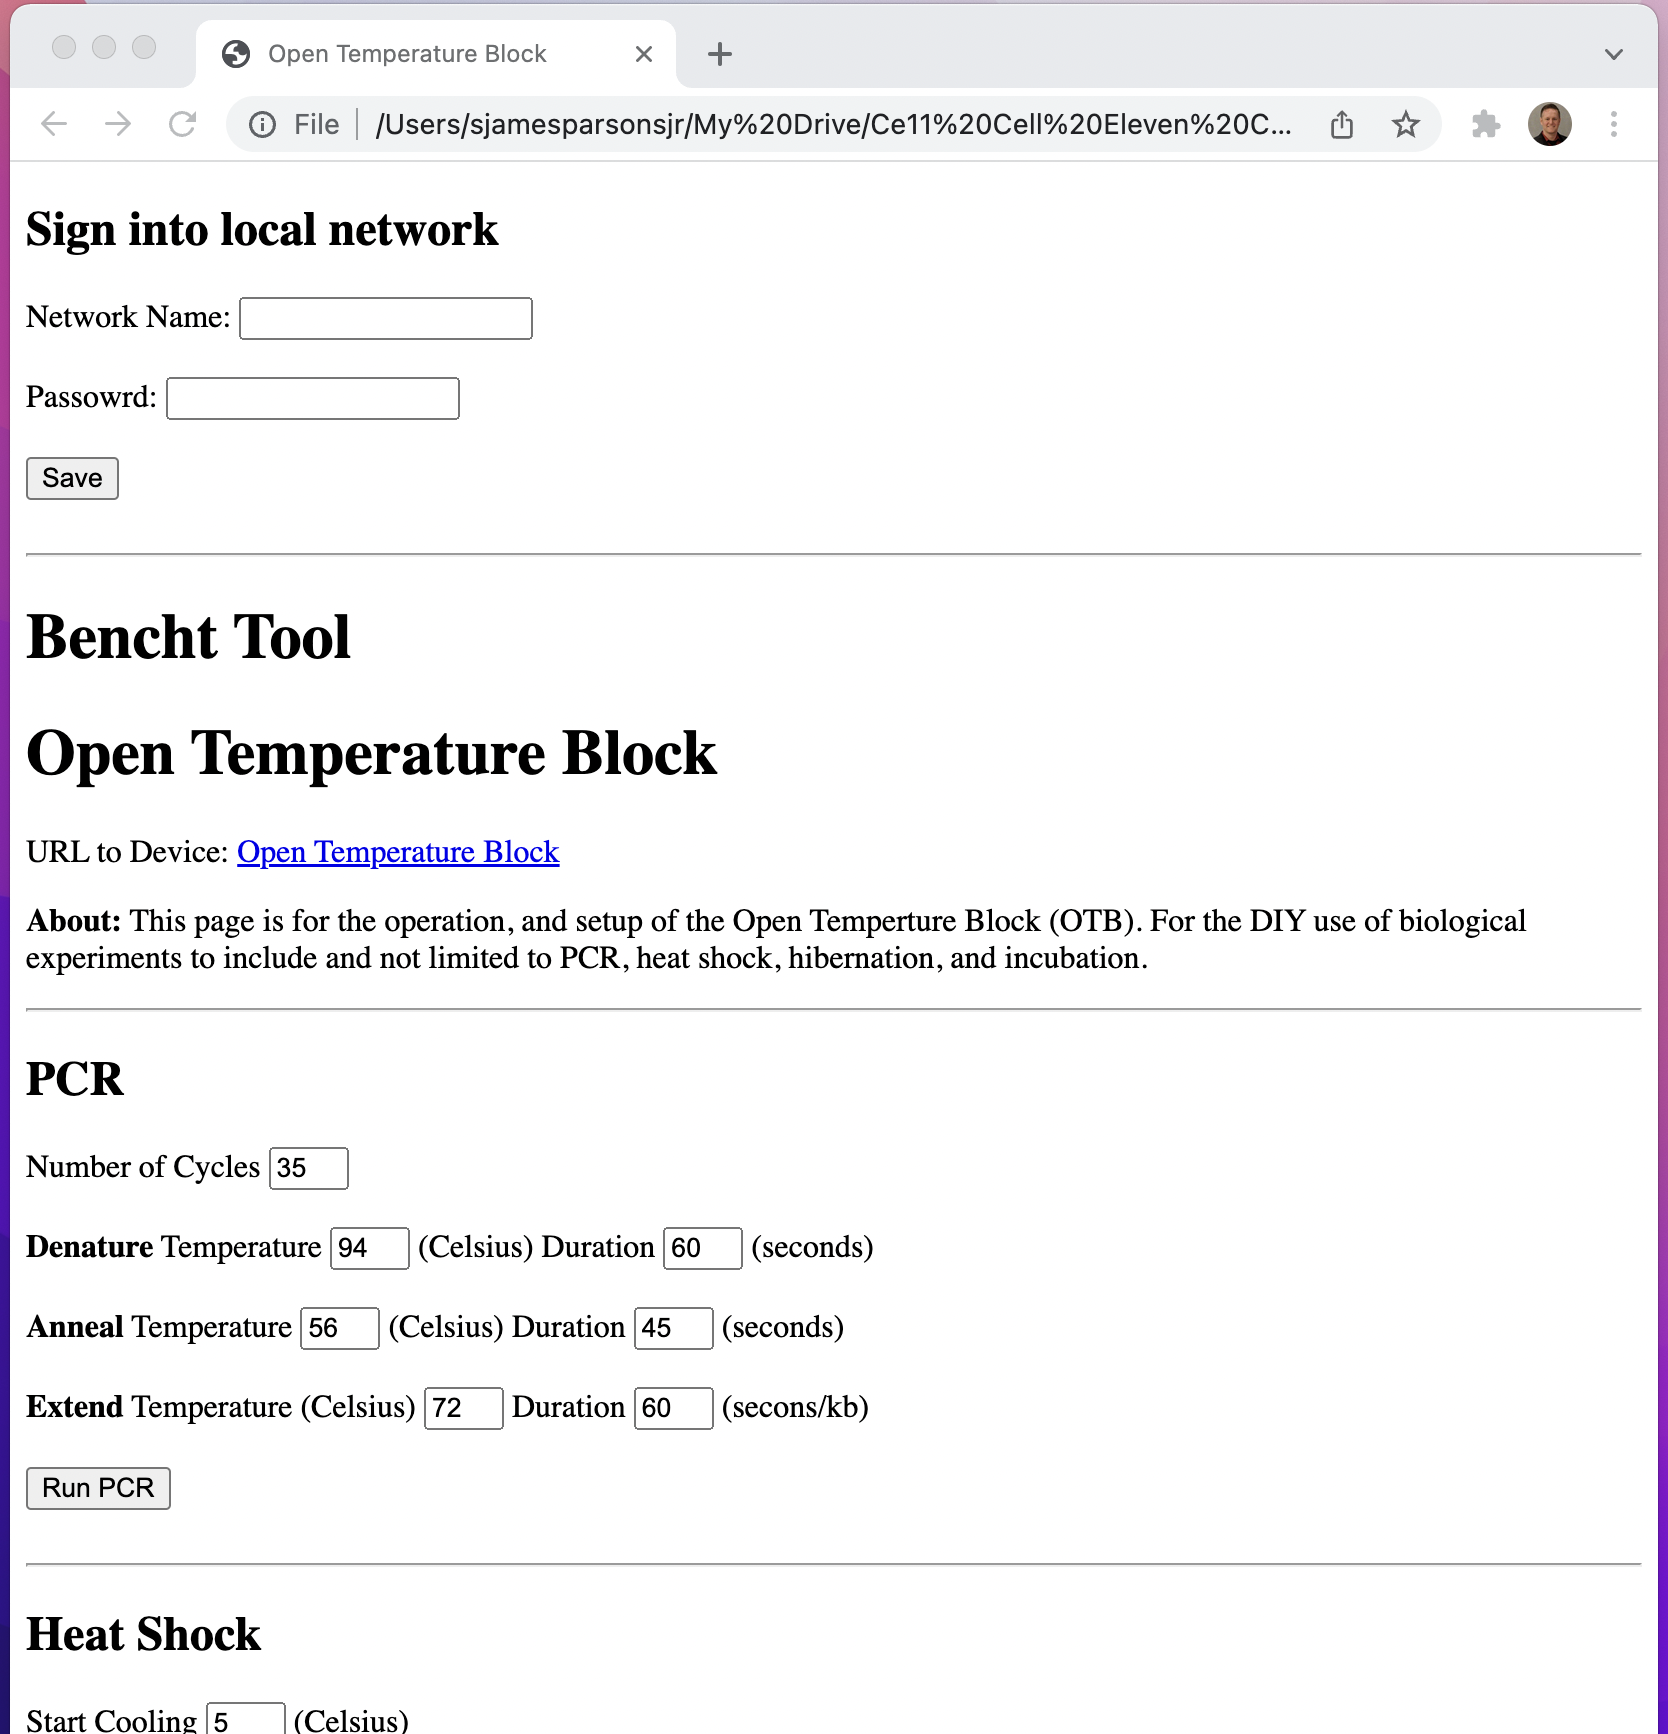 Open Temperature Block
File | /Users/sjamesparsonsjr/My%20Drive/Ce11%20Cell%20Eleven%20C...
Sign into local network
Network Name:
Passowrd:
Save
Bencht Tool
Open Temperature Block
URL to Device: Open Temperature Block
About: This page is for the operation, and setup of the Open Temperture Block (OTB). For the DIY use of biological
experiments to include and not limited to PCR, heat shock, hibernation, and incubation.
PCR
Number of Cycles 35
Denature Temperature 94 (Celsius) Duration 60 (seconds)
Anneal Temperature 56 (Celsius) Duration 45 (seconds)
Extend Temperature (Celsius) 72 Duration 60 (secons/kb)
Run PCR
Heat Shock
Start Cooling 5 (Celsius)